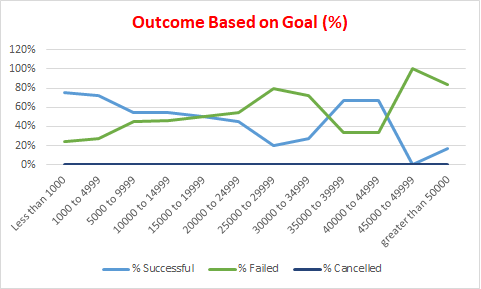 Outcome Based on Goal (%)
120%
100%
80%
60%
40%
20%
0%
Less than 1000
1000 to 4999
5000 to 9999
10000 to 14999
15000 to 19999
20000 to 24999
25000 to 29999
30000 to 34999
35000 to 39999
40000 to 44999
45000 to 49999
greater than 50000
% Successful % Failed % Cancelled